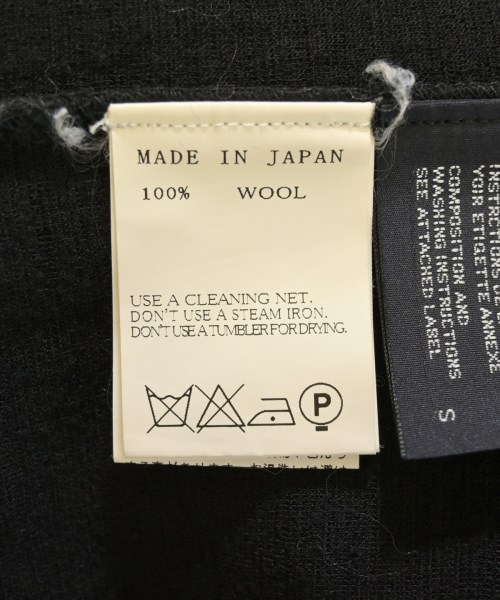 MADE IN JAPAN
100% WOOL
USE A CLEANING NET.
DON'T USE A STEAM IRON.
DON'T USE A TUMBLER FOR DRYING.
P
VOIR ETIQUETTE ANNEXE
COMPOSITION AND
WASHING INSTRUCTIONS
SEE ATTACHED LABEL
S